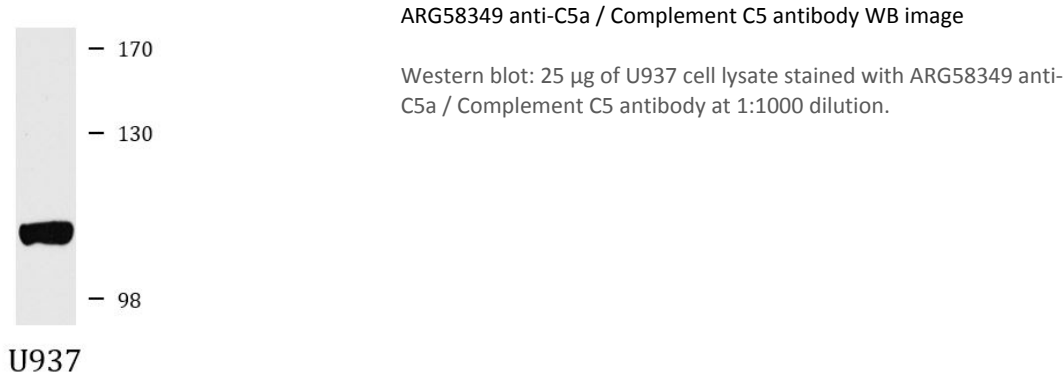 ARG58349 anti-C5a / Complement C5 antibody WB image
Western blot: 25 µg of U937 cell lysate stained with ARG58349 anti-
C5a / Complement C5 antibody at 1:1000 dilution.
170
130
98
U937